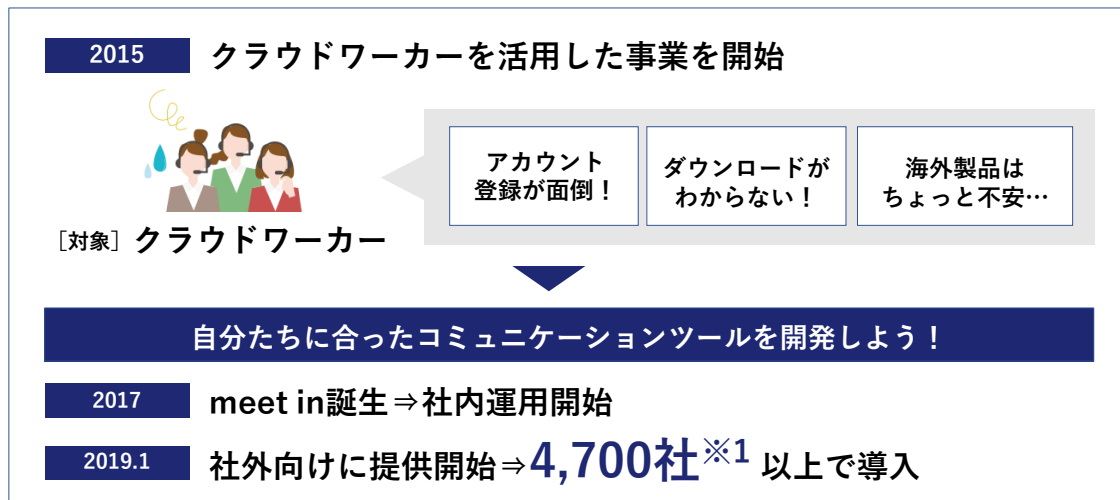 2015 クラウドワーカーを活用した事業を開始
アカウント
登録が面倒！
ダウンロードが
わからない！
海外製品は
ちょっと不安…
［対象］クラウドワーカー
自分たちに合ったコミュニケーションツールを開発しよう！
2017 meet in誕生⇒社内運用開始
2019.1 社外向けに提供開始⇒4,700社※1 以上で導入